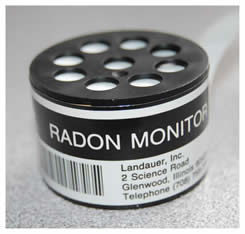 RADON MONITOR
Landauer, Inc.
2 Science Road
Glenwood, Illinois
Telephone (708)